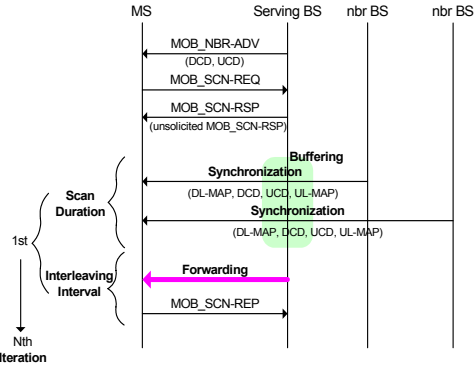 MS Serving BS nbr BS nbr BS
MOB_NBR-ADV
(DCD, UCD)
MOB_SCN-REQ
MOB_SCN-RSP
(unsolicited MOB_SCN-RSP)
Buffering
Synchronization
(DL-MAP, DCD, UCD, UL-MAP)
Scan
Duration
Synchronization
(DL-MAP, DCD, UCD, UL-MAP)
1st
Interleaving
Interval
Forwarding
MOB_SCN-REP
Nth
Iteration